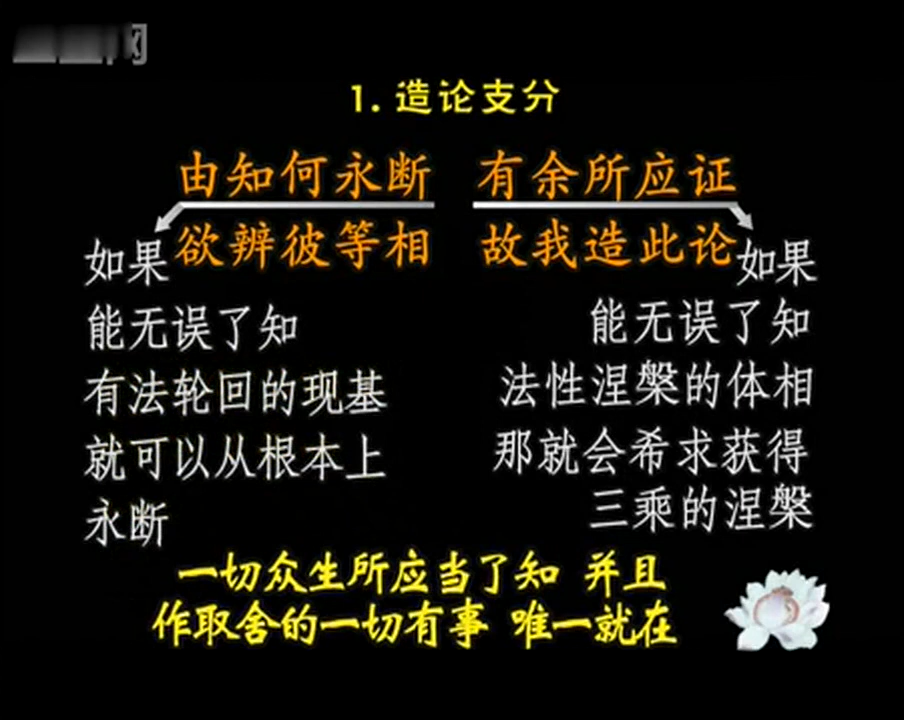 网
1. 造论支分
由知何永断 有余所应证
欲辨彼等相 故我造此论
如果
能无误了知
有法轮回的现基
就可以从根本上
永断
如果
能无误了知
法性涅槃的体相
那就会希求获得
三乘的涅槃
一切众生所应当了知 并且
作取舍的一切有事 唯一就在